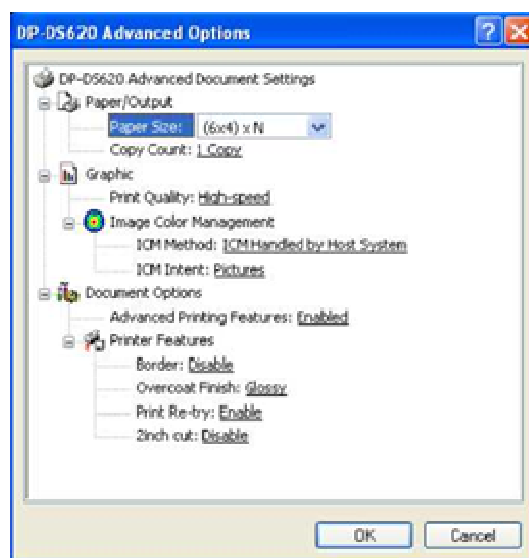 DP-DS620 Advanced Options
DP-DS620 Advanced Document Settings
Paper/Output
Paper Size: (6x4) x N
Copy Count: 1 Copy
Graphic
Print Quality: High-speed
Image Color Management
ICM Method: ICM Handled by Host System
ICM Intent: Pictures
Document Options
Advanced Printing Features: Enabled
Printer Features
Border: Disable
Overcoat Finish: Glossy
Print Re-try: Enable
2inch cut: Disable
OK Cancel